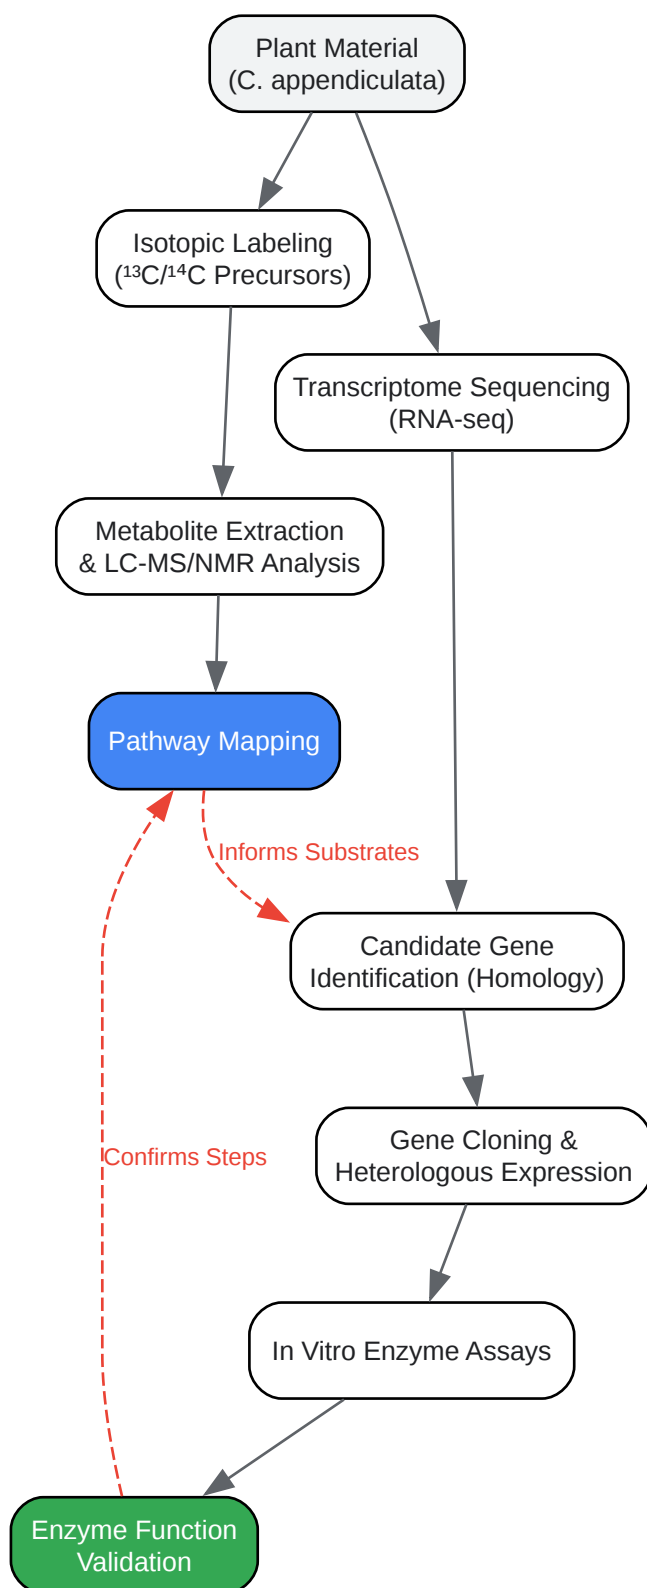 Plant Material
(C. appendiculata)
Isotopic Labeling
(¹³C/¹⁴C Precursors)
Transcriptome Sequencing
(RNA-seq)
Metabolite Extraction
& LC-MS/NMR Analysis
Pathway Mapping
Informs Substrates
Candidate Gene
Identification (Homology)
Gene Cloning &
Heterologous Expression
Confirms Steps
In Vitro Enzyme Assays
Enzyme Function
Validation